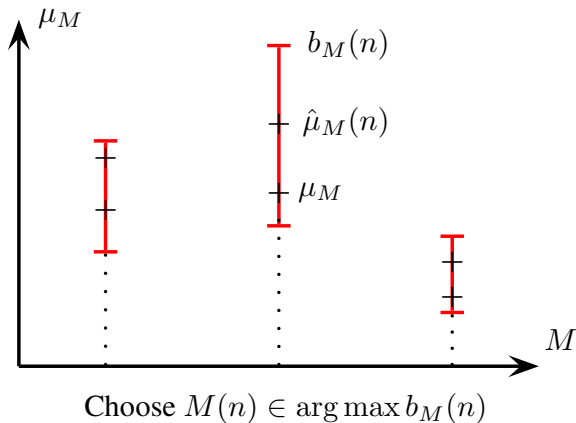 μ_M
b_M(n)
μ̂_M(n)
μ_M
M
Choose M(n) ∈ arg max b_M(n)